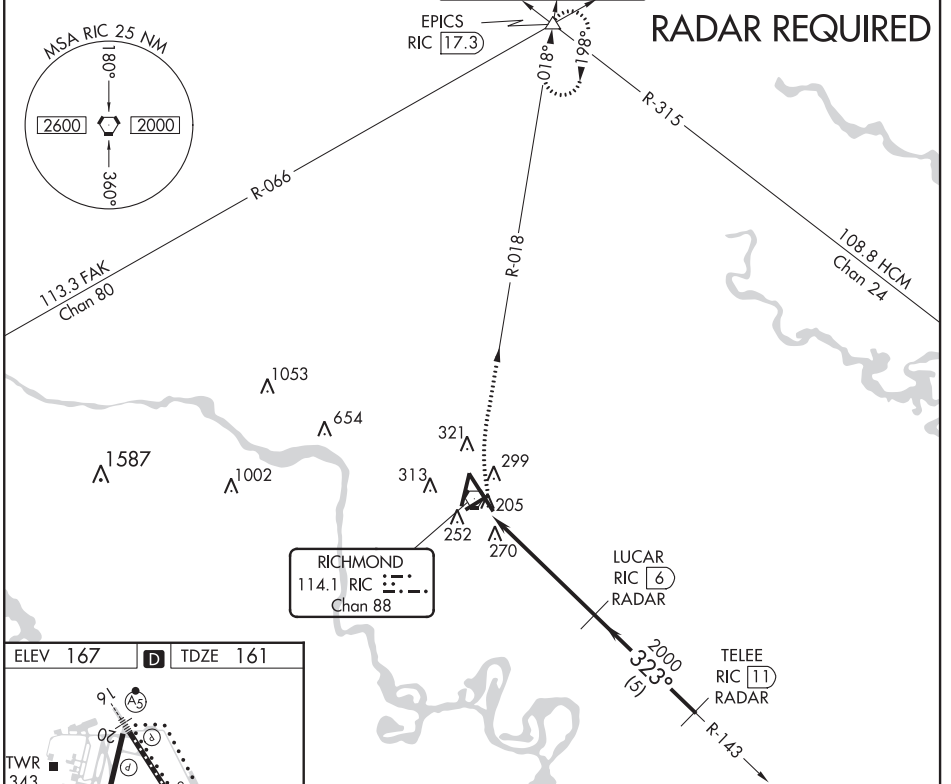 RADAR REQUIRED
EPICS
RIC 17.3
018°
198°
MSA RIC 25 NM
180°
2600
2000
360°
R-315
R-066
R-018
113.3 FAK
Chan 80
108.8 HCM
Chan 24
1053
654
321
1587
1002
313
299
205
252
270
RICHMOND
114.1 RIC
Chan 88
LUCAR
RIC 6
RADAR
2000
323°
(5)
TELEE
RIC 11
RADAR
R-143
ELEV 167 D TDZE 161
16
A5
20
P
P
TWR
343